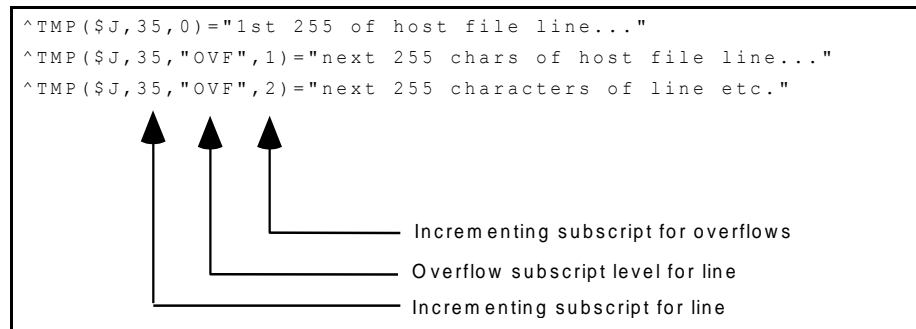 ^TMP($J,35,0)="1st 255 of host file line..."
^TMP($J,35,"OVF",1)="next 255 chars of host file line..."
^TMP($J,35,"OVF",2)="next 255 characters of line etc."
Incrementing subscript for overflows
Overflow subscript level for line
Incrementing subscript for line